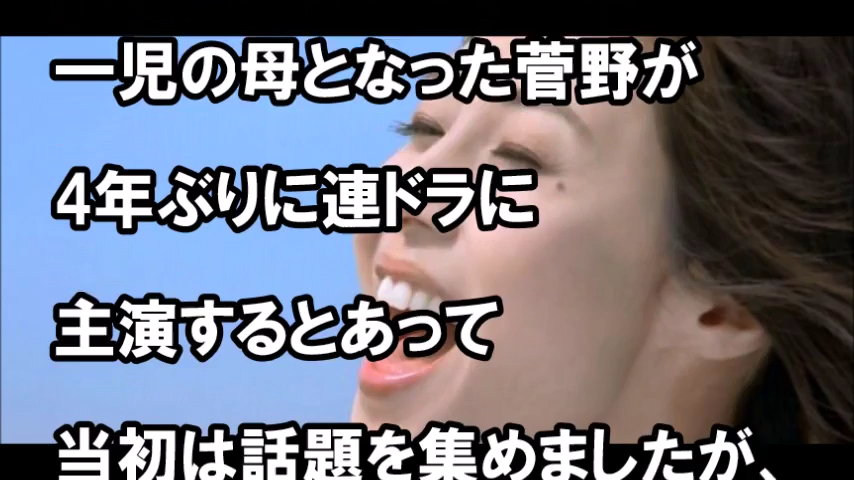 一児の母となった菅野が
4年ぶりに連ドラに
主演するとあって
当初は話題を集めましたが、